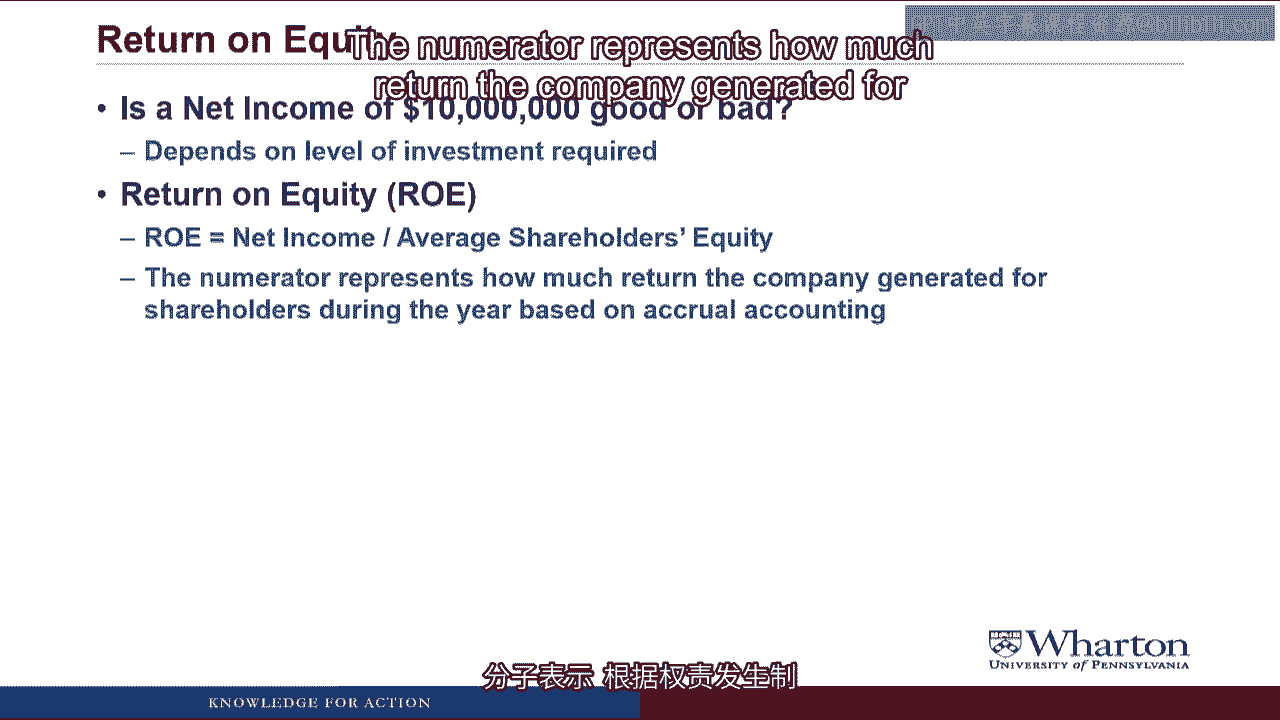 Return on Equity
The numerator represents how much
return the company generated for
• Is a Net Income of $10,000,000 good or bad?
– Depends on level of investment required
• Return on Equity (ROE)
– ROE = Net Income / Average Shareholders’ Equity
– The numerator represents how much return the company generated for
shareholders during the year based on accrual accounting
Wharton
UNIVERSITY of PENNSYLVANIA
分子表示 根据权责发生制
KNOWLEDGE FOR ACTION